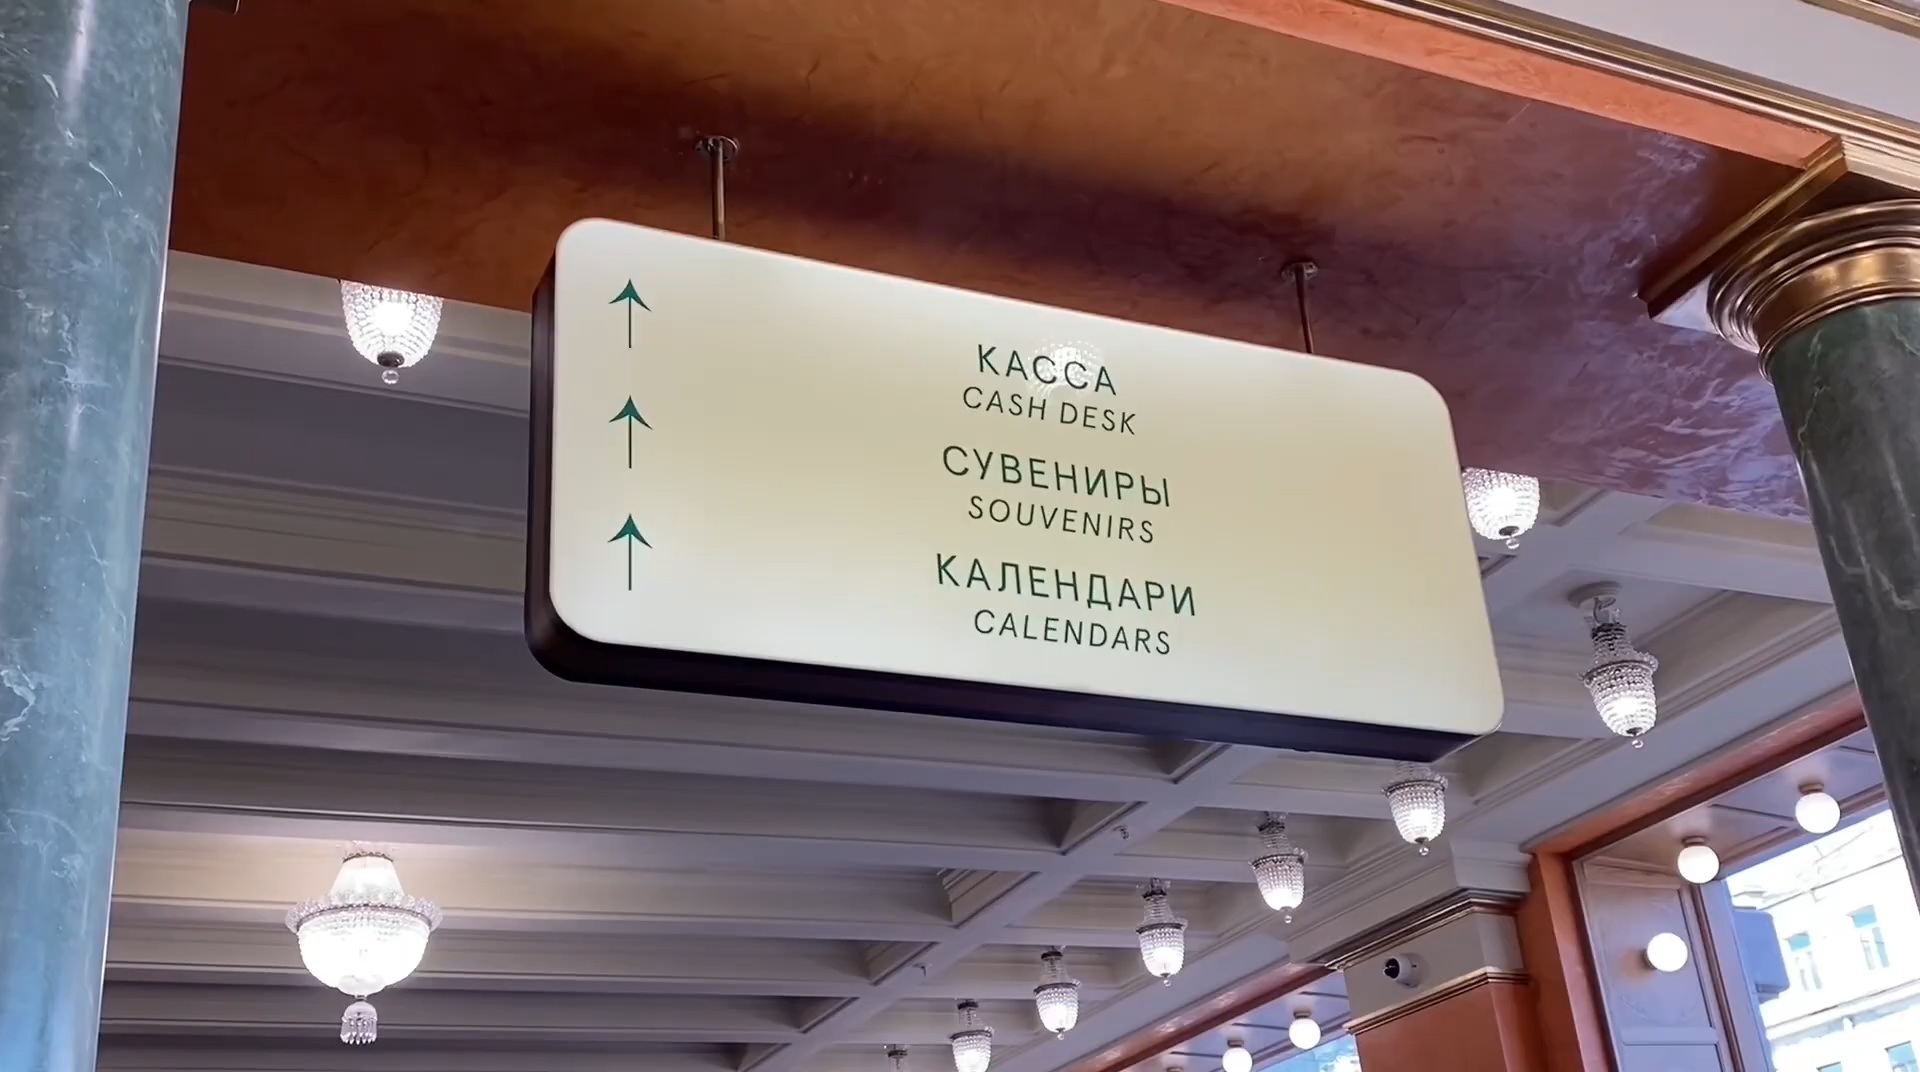 КАССА
CASH DESK
СУВЕНИРЫ
SOUVENIRS
КАЛЕНДАРИ
CALENDARS